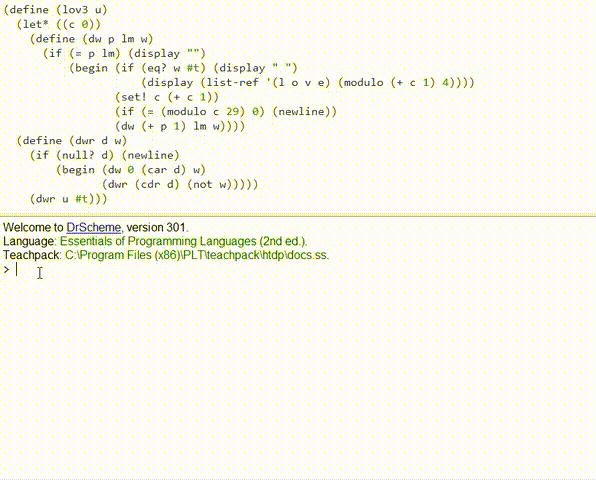 (define (lov3 u)
(let* ((c 0))
(define (dw p lm w)
(if (= p lm) (display "")
(begin (if (eq? w #t) (display " ")
(display (list-ref '(l o v e) (modulo (+ c 1) 4))))
(set! c (+ c 1))
(if (= (modulo c 29) 0) (newline))
(dw (+ p 1) lm w))))
(define (dwr d w)
(if (null? d) (newline)
(begin (dw 0 (car d) w)
(dwr (cdr d) (not w)))))
(dwr u #t)))
Welcome to DrScheme, version 301.
Language: Essentials of Programming Languages (2nd ed.).
Teachpack: C:\Program Files (x86)\PLT\teachpack\htdp\docs.ss.
>